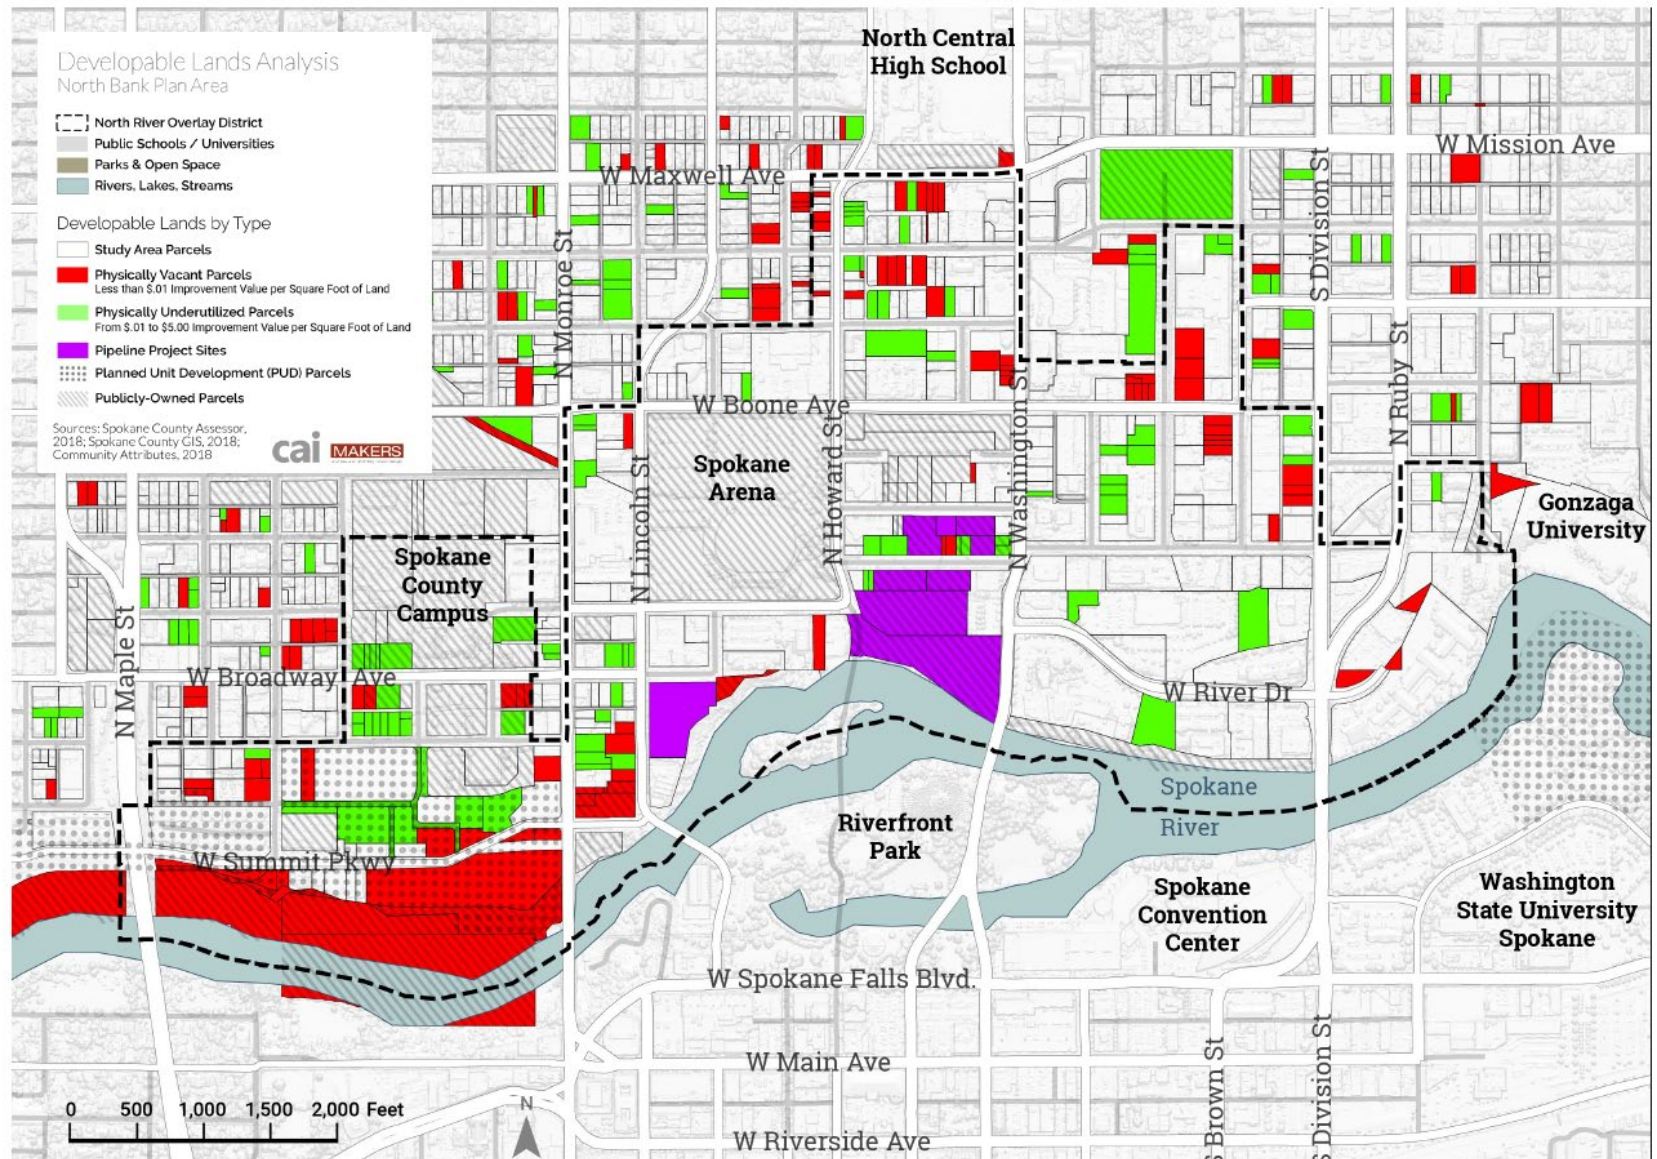 Developable Lands Analysis
North Bank Plan Area
North River Overlay District
Public Schools / Universities
Parks & Open Space
Rivers, Lakes, Streams
Developable Lands by Type
Study Area Parcels
Physically Vacant Parcels
Less than $.01 Improvement Value per Square Foot of Land
Physically Underutilized Parcels
From $.01 to $5.00 Improvement Value per Square Foot of Land
Pipeline Project Sites
Planned Unit Development (PUD) Parcels
Publicly-Owned Parcels
Sources: Spokane County Assessor,
2018; Spokane County GIS, 2018;
Community Attributes, 2018
cai
MAKERS
North Central
High School
W Mission Ave
W Maxwell Ave
N Monroe St
S Division St
N Ruby St
W Boone Ave
N Lincoln St
N Howard St
N Washington St
Spokane
Arena
Gonzaga
University
Spokane
County
Campus
N Maple St
W Broadway Ave
W River Dr
Spokane
River
Riverfront
Park
W Summit Pkwy
Spokane
Convention
Center
Washington
State University
Spokane
W Spokane Falls Blvd.
W Main Ave
S Brown St
S Division St
W Riverside Ave
0 500 1,000 1,500 2,000 Feet
N